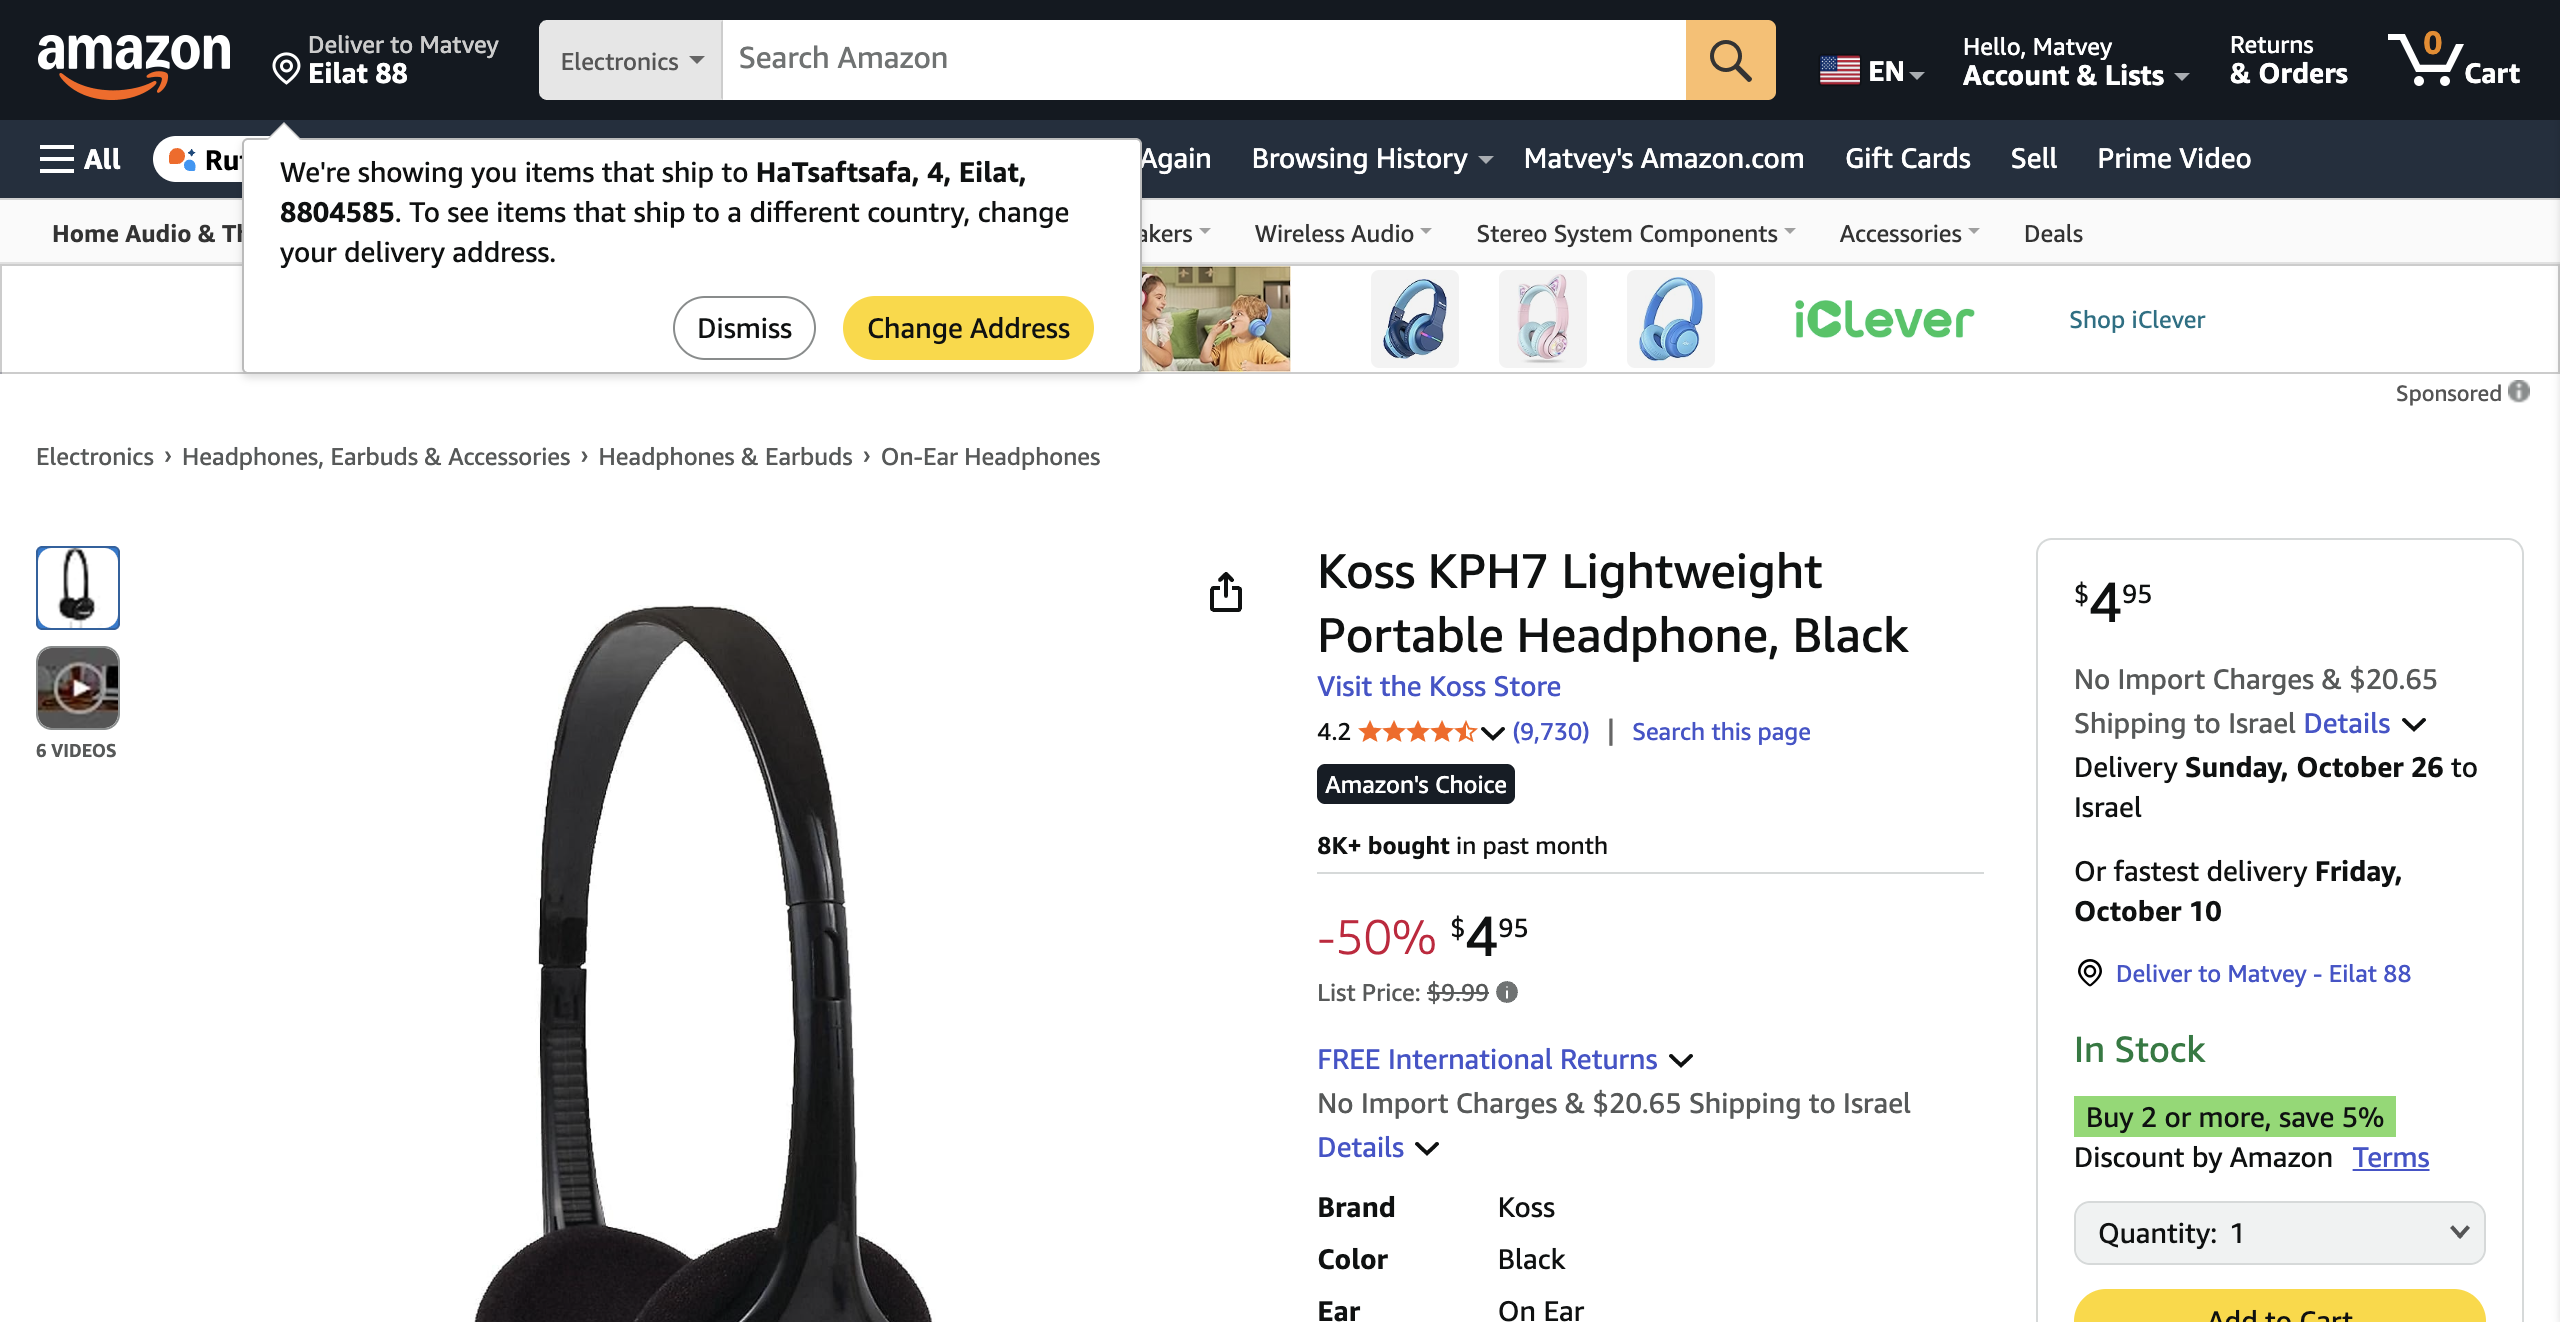 amazon
Deliver to Matvey
Eilat 88
Electronics
Search Amazon
EN
Hello, Matvey
Account & Lists
Returns
& Orders
0
Cart
All
Again
Browsing History
Matvey's Amazon.com
Gift Cards
Sell
Prime Video
We're showing you items that ship to HaTsaftsafa, 4, Eilat,
8804585. To see items that ship to a different country, change
your delivery address.
Dismiss
Change Address
Home Audio &
Wireless Audio
Stereo System Components
Accessories
Deals
iClever
Shop iClever
Sponsored
Electronics › Headphones, Earbuds & Accessories › Headphones & Earbuds › On-Ear Headphones
6 VIDEOS
Koss KPH7 Lightweight
Portable Headphone, Black
Visit the Koss Store
4.2 (9,730) | Search this page
Amazon's Choice
8K+ bought in past month
-50% $4.95
List Price: $9.99
FREE International Returns
No Import Charges & $20.65 Shipping to Israel
Details
Brand Koss
Color Black
Ear On Ear
$4.95
No Import Charges & $20.65
Shipping to Israel Details
Delivery Sunday, October 26 to
Israel
Or fastest delivery Friday,
October 10
Deliver to Matvey - Eilat 88
In Stock
Buy 2 or more, save 5%
Discount by Amazon Terms
Quantity: 1
Add to Cart